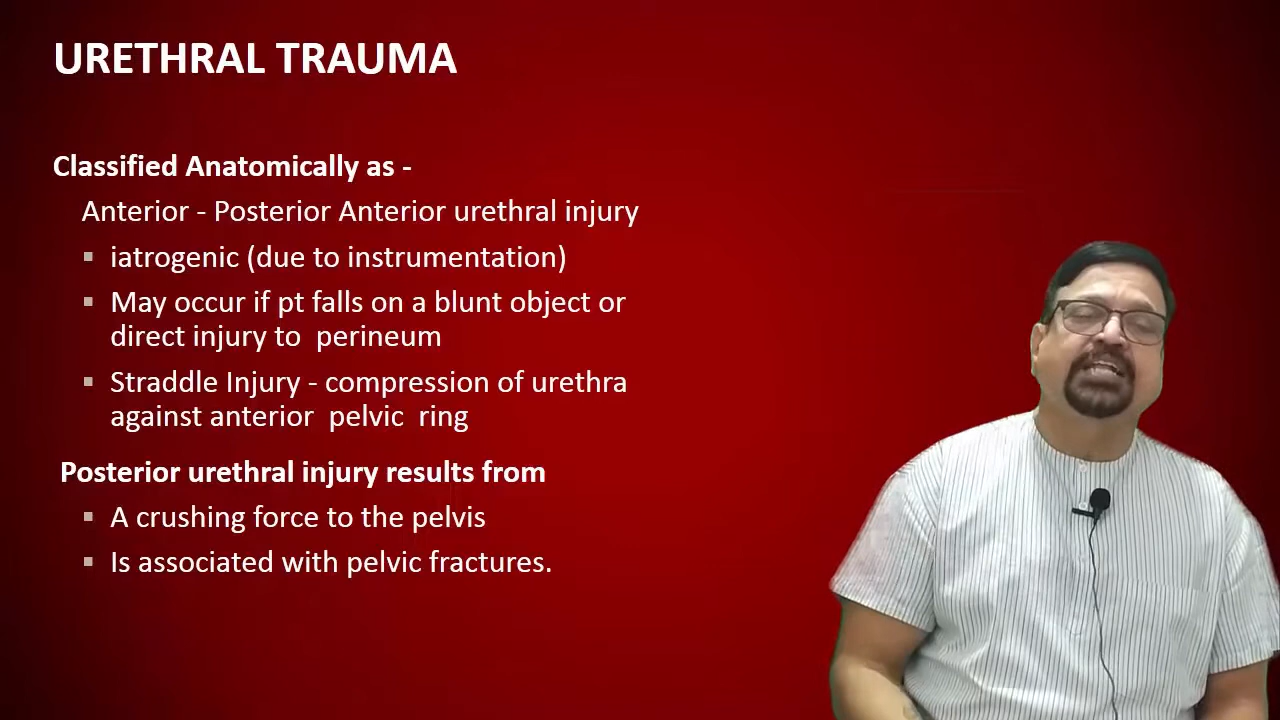 URETHRAL TRAUMA
Classified Anatomically as -
Anterior - Posterior Anterior urethral injury
▪ iatrogenic (due to instrumentation)
▪ May occur if pt falls on a blunt object or
direct injury to perineum
▪ Straddle Injury - compression of urethra
against anterior pelvic ring
Posterior urethral injury results from
▪ A crushing force to the pelvis
▪ Is associated with pelvic fractures.